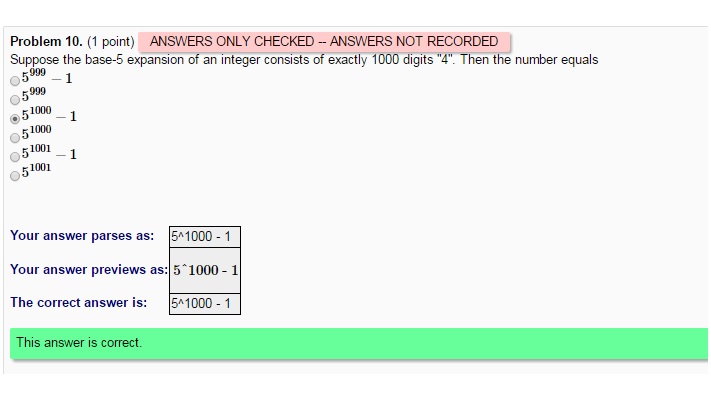 Problem 10. (1 point) ANSWERS ONLY CHECKED -- ANSWERS NOT RECORDED
Suppose the base-5 expansion of an integer consists of exactly 1000 digits "4". Then the number equals
5^999 − 1
5^999
5^1000 − 1
5^1000
5^1001 − 1
5^1001
Your answer parses as: 5^1000 - 1
Your answer previews as: 5^1000 - 1
The correct answer is: 5^1000 - 1
This answer is correct.